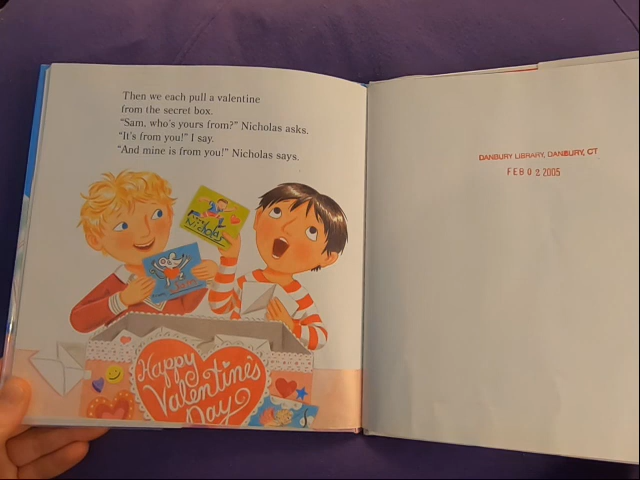 Then we each pull a valentine
from the secret box.
"Sam, who's yours from?" Nicholas asks.
"It's from you!" I say.
"And mine is from you!" Nicholas says.
Nicholas
Happy
Valentine's
Day
DANBURY LIBRARY, DANBURY, CT
FEB 0 2 2005